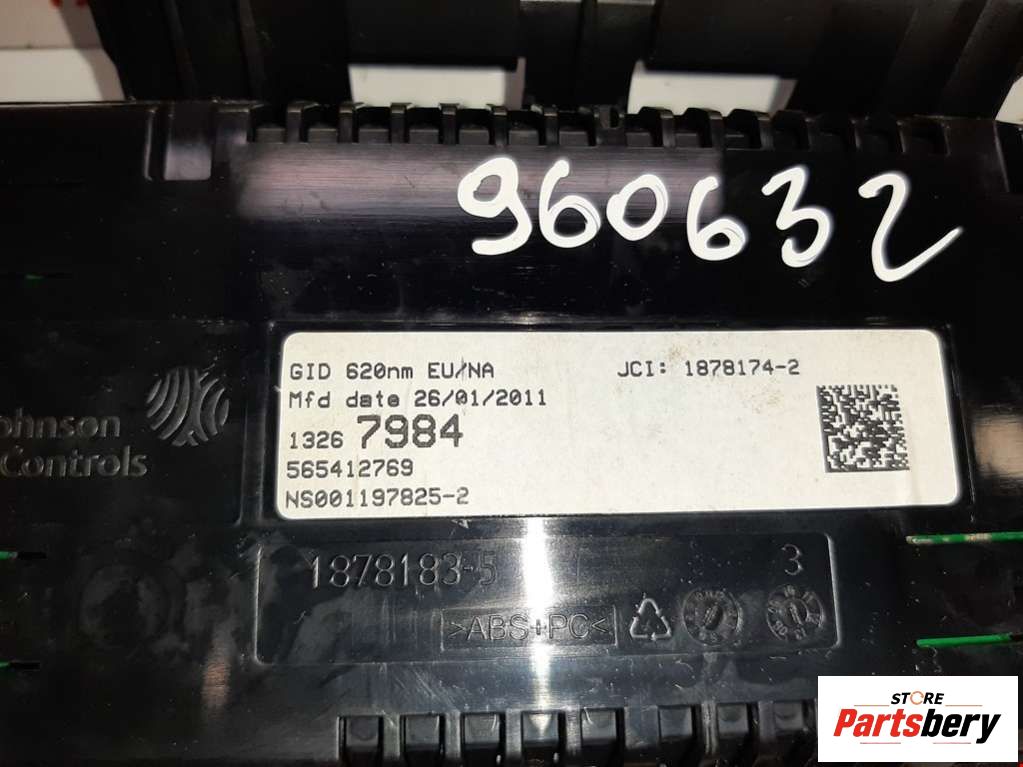 960632
GID 620nm EU/NA JCI: 1878174-2
Mfd date 26/01/2011
1326 7984
565412769
NS001197825-2
ohnson
Controls
1878183-5
3
>ABS+PC<
STORE
Partsbery